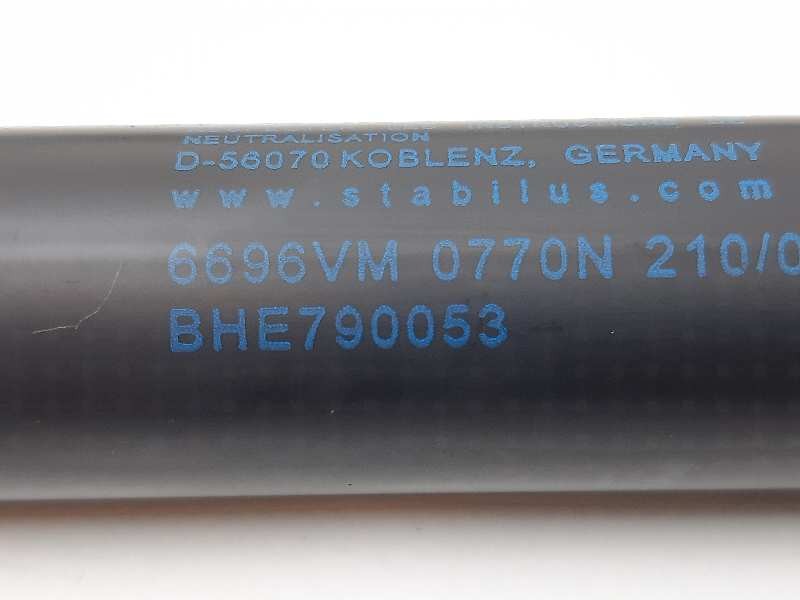 NEUTRALISATION
D-56070 KOBLENZ, GERMANY
www.stabilus.com
6696VM 0770N 210/0
BHE790053